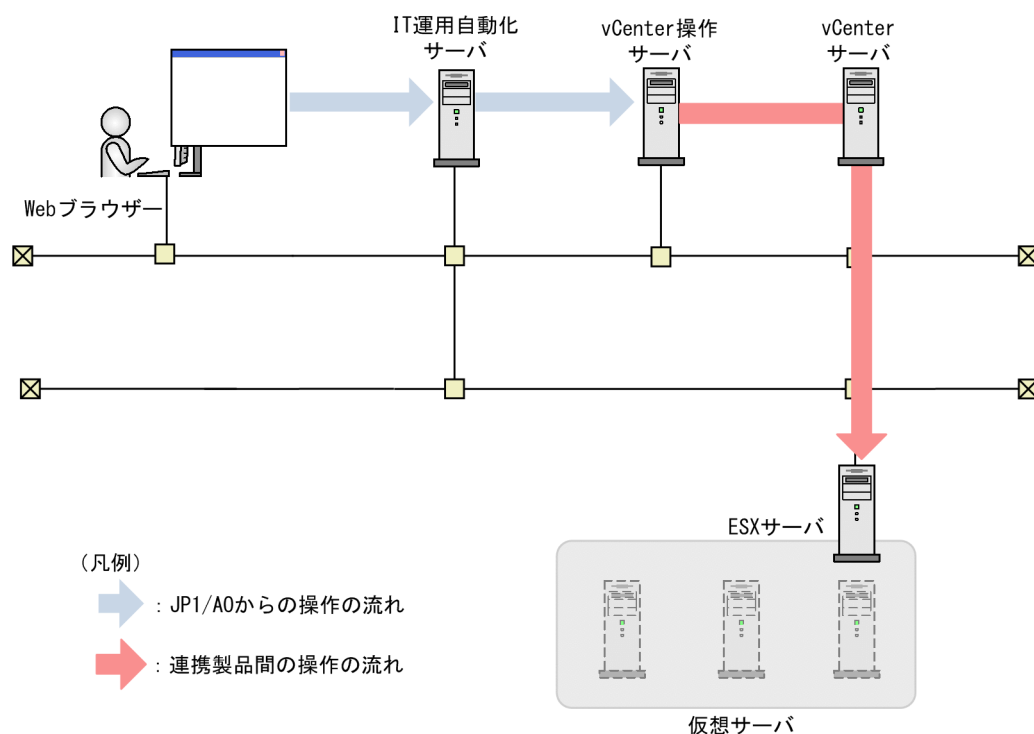 IT運用自動化
サーバ
vCenter操作
サーバ
vCenter
サーバ
Webブラウザー
ESXサーバ
(凡例)
：JP1/AOからの操作の流れ
：連携製品間の操作の流れ
仮想サーバ